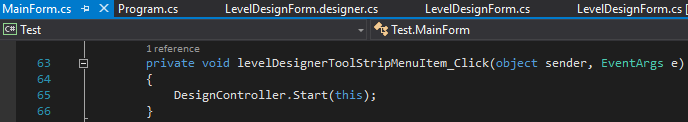 MainForm.cs Program.cs LevelDesignForm.designer.cs LevelDesignForm.cs LevelDesignForm.cs
Test Test.MainForm
1 reference
63 private void levelDesignerToolStripMenuItem_Click(object sender, EventArgs e)
64 {
65 DesignController.Start(this);
66 }